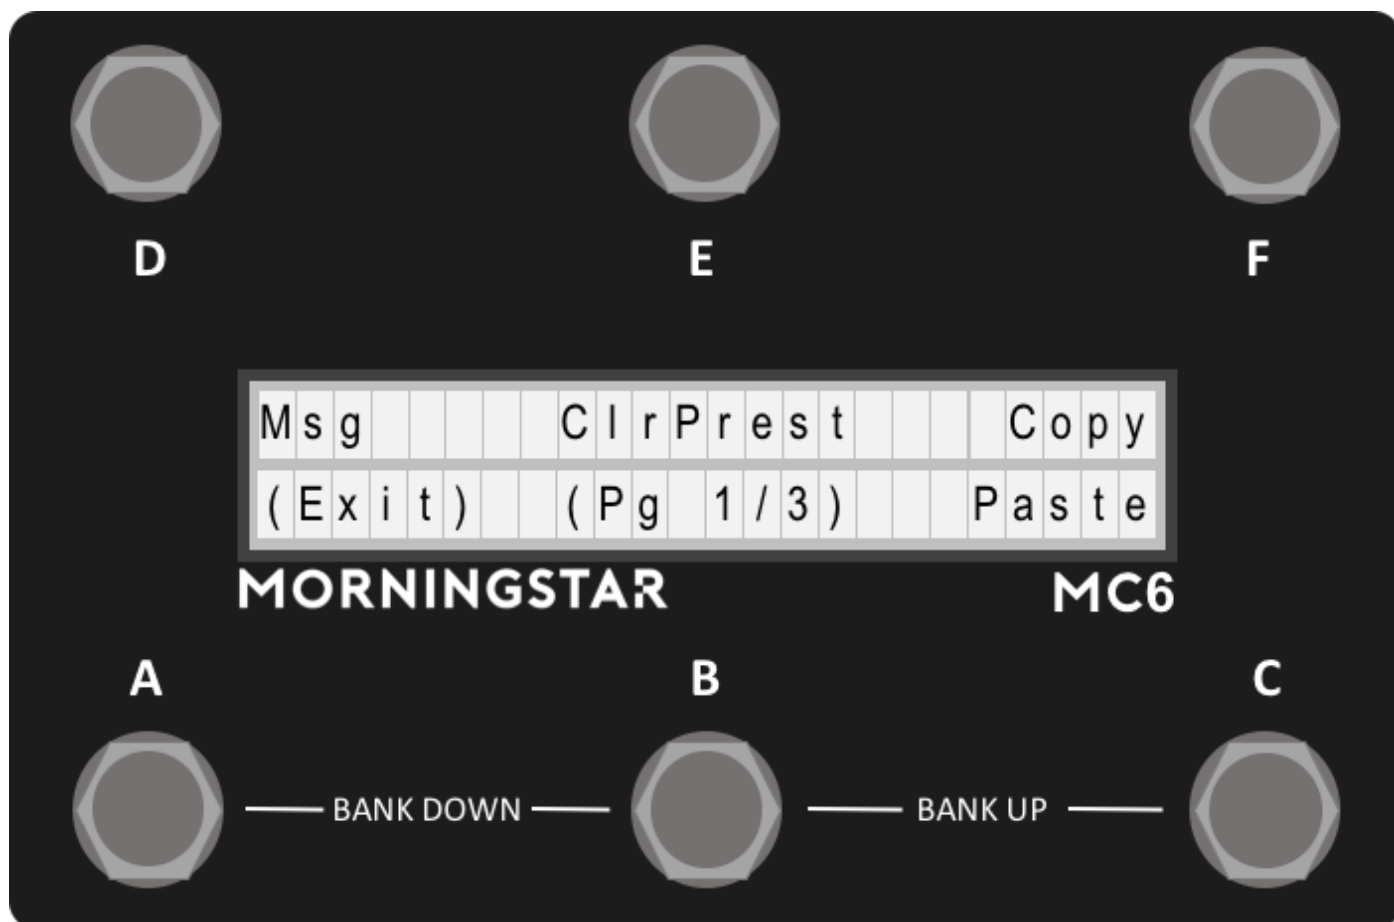 D E F
Msg ClrPrest Copy
(Exit) (Pg 1/3) Paste
MORNINGSTAR MC6
A B C
BANK DOWN BANK UP